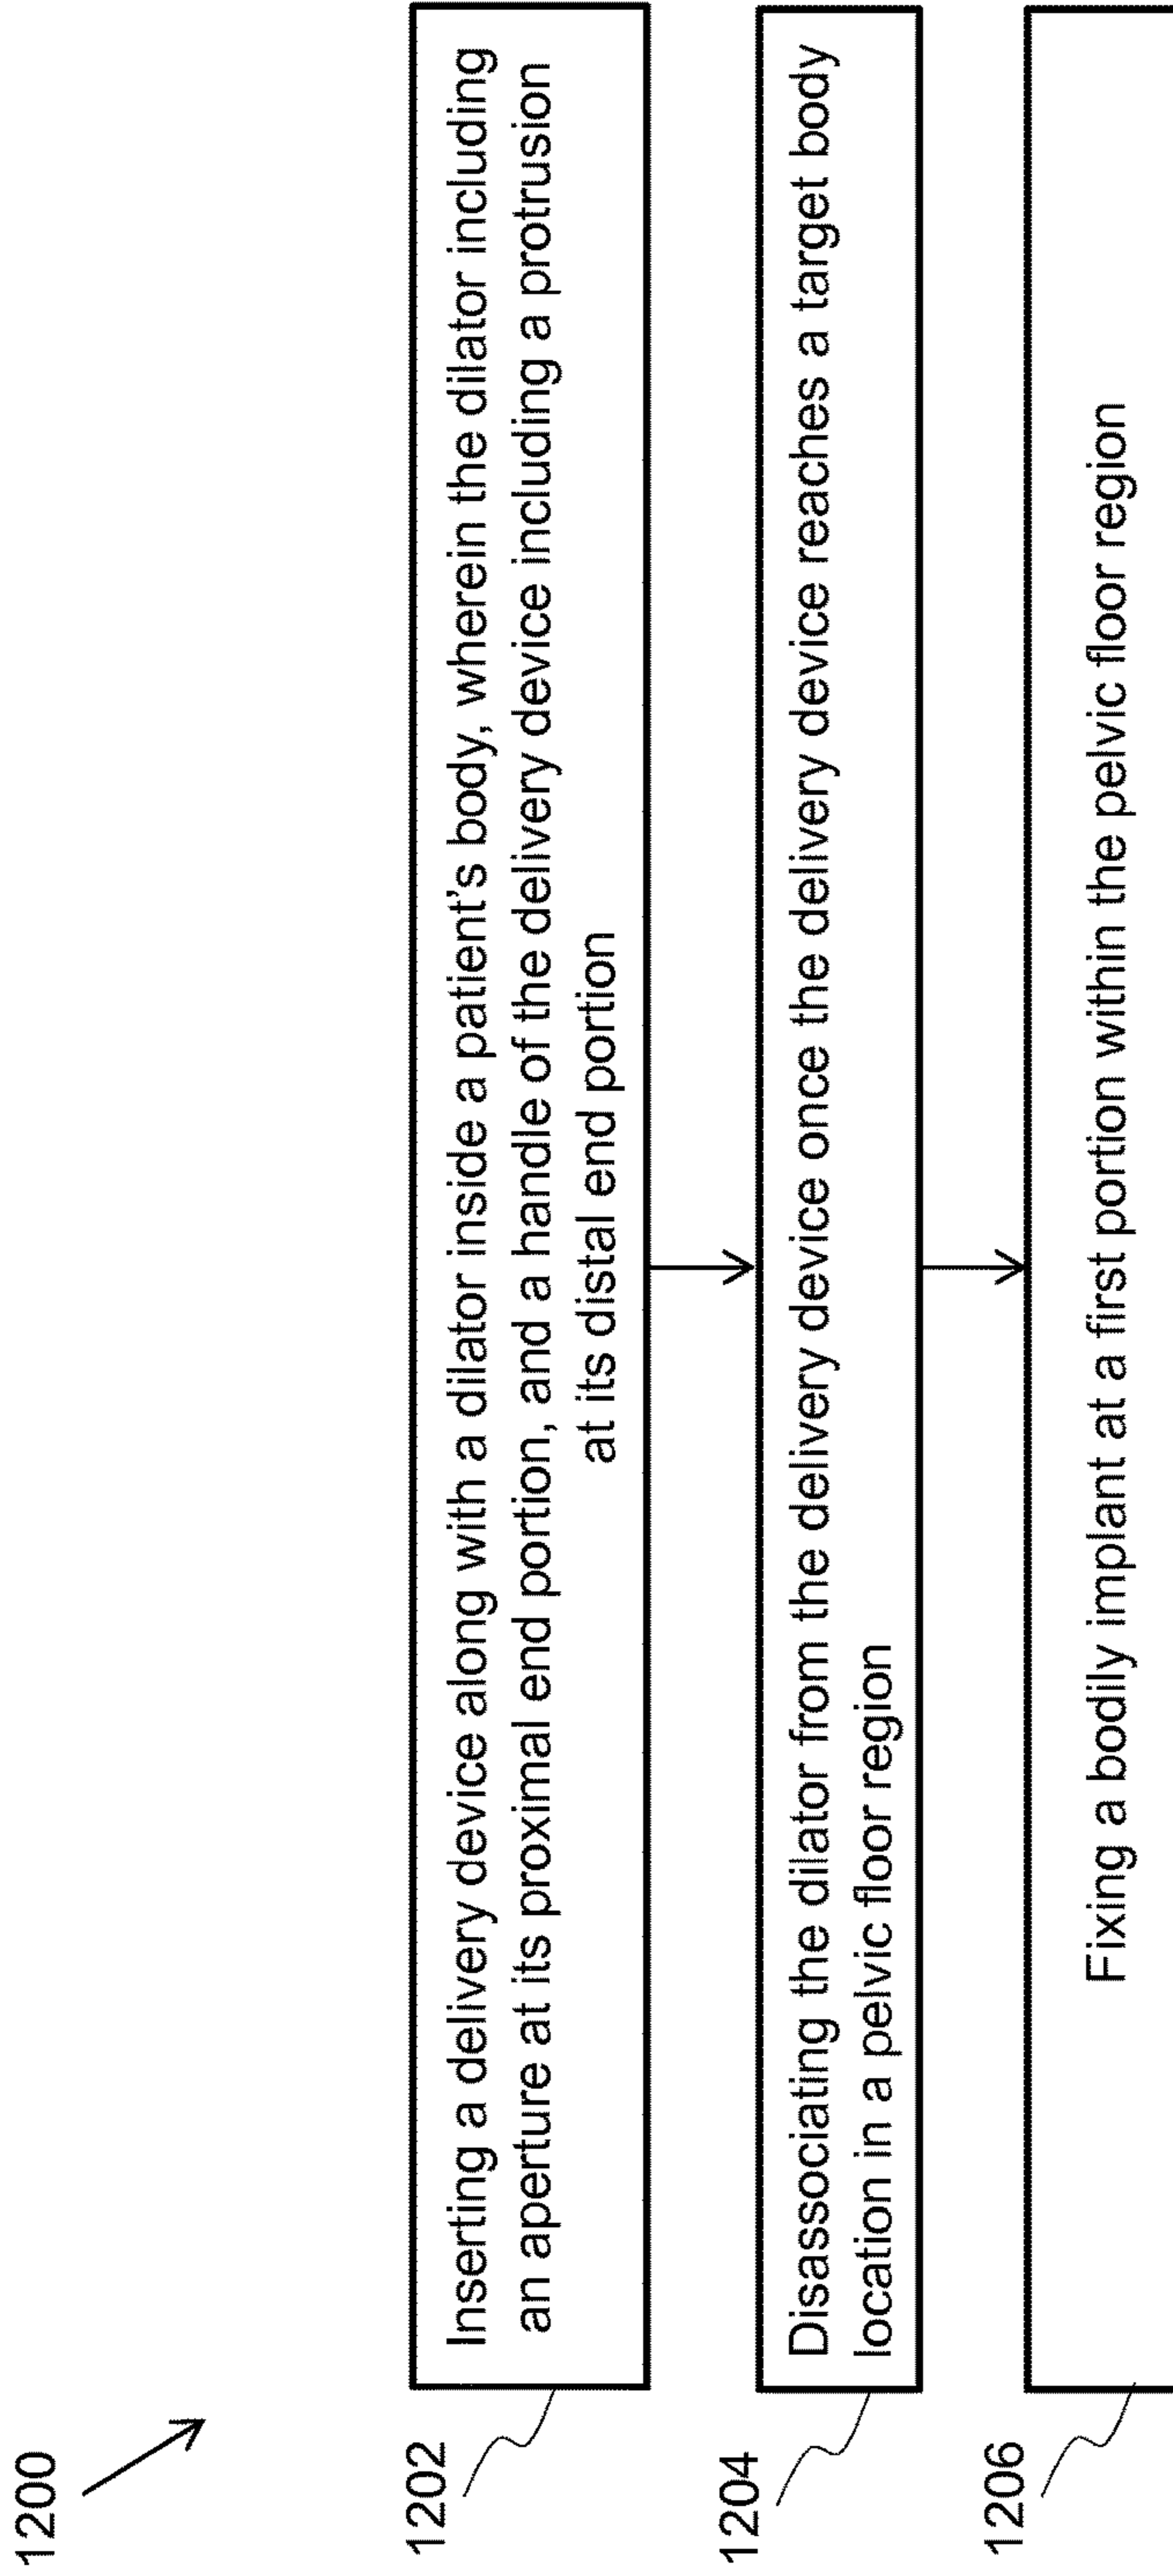 1200
1202
Inserting a delivery device along with a dilator inside a patient's body, wherein the dilator including
an aperture at its proximal end portion, and a handle of the delivery device including a protrusion
at its distal end portion
1204
Disassociating the dilator from the delivery device once the delivery device reaches a target body
location in a pelvic floor region
1206
Fixing a bodily implant at a first portion within the pelvic floor region